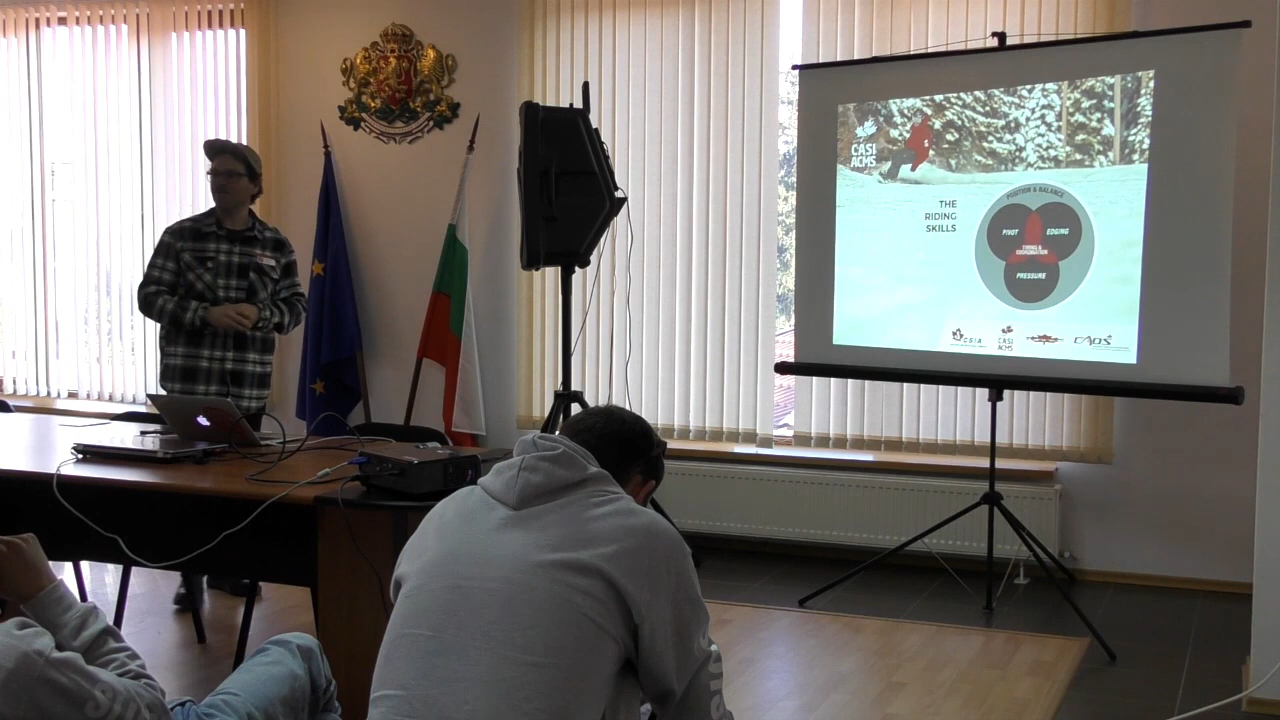 CASI
ACMS
THE
RIDING
SKILLS
POSITION & BALANCE
PIVOT
EDGING
TIMING &
COORDINATION
PRESSURE
CSIA
CASI
ACMS
CADS